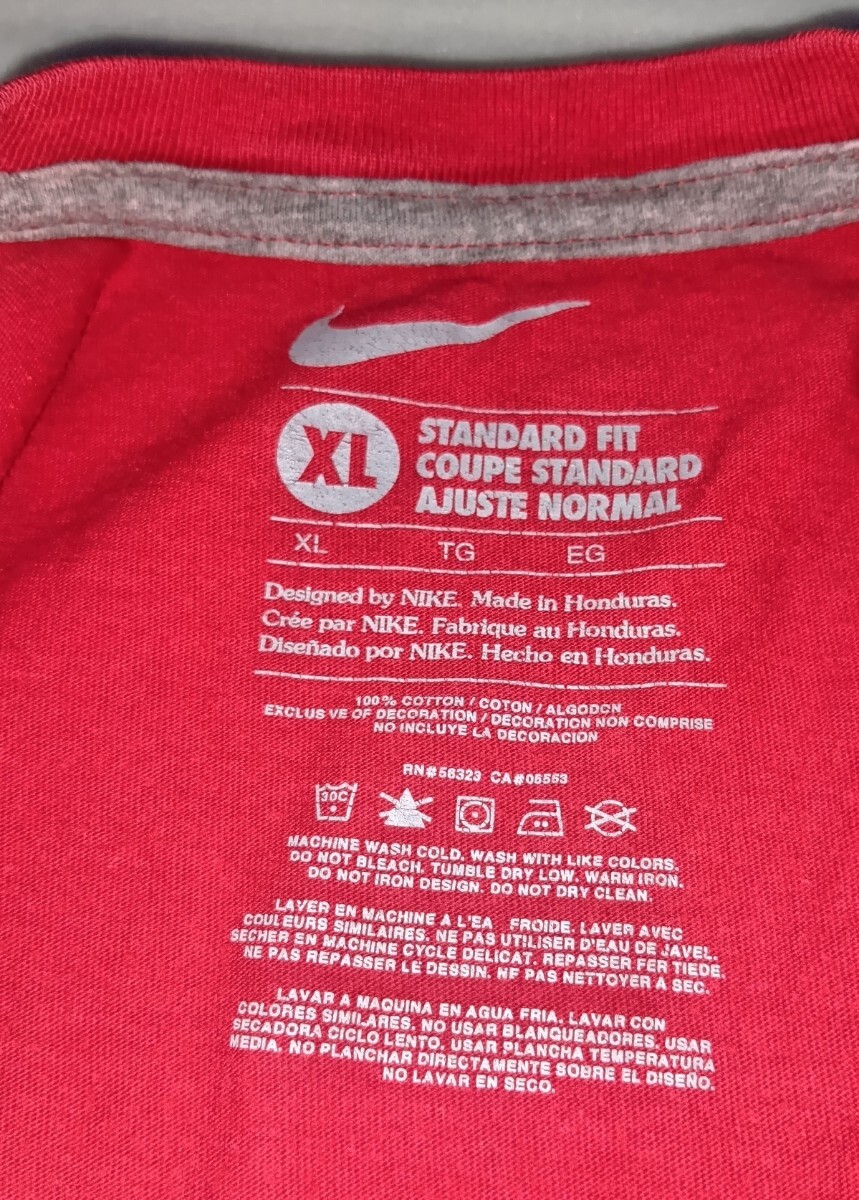 XL
STANDARD FIT
COUPE STANDARD
AJUSTE NORMAL
XL TG EG
Designed by NIKE. Made in Honduras.
Crée par NIKE. Fabrique au Honduras.
Diseñado por NIKE. Hecho en Honduras.
100% COTTON / COTON / ALGODON
EXCLUS VE OF DECORATION / DECORATION NON COMPRISE
NO INCLUYE LA DECORACION
RN#56323 CA#05553
30C
MACHINE WASH COLD. WASH WITH LIKE COLORS.
DO NOT BLEACH. TUMBLE DRY LOW. WARM IRON.
DO NOT IRON DESIGN. DO NOT DRY CLEAN.
LAVER EN MACHINE A L'EA FROIDE. LAVER AVEC
COULEURS SIMILAIRES. NE PAS UTILISER D'EAU DE JAVEL.
SECHER EN MACHINE CYCLE DELICAT. REPASSER FER TIEDE.
NE PAS REPASSER LE DESSIN. NE PAS NETTOYER A SEC.
LAVAR A MAQUINA EN AGUA FRIA. LAVAR CON
COLORES SIMILARES. NO USAR BLANQUEADORES. USAR
SECADORA CICLO LENTO. USAR PLANCHA TEMPERATURA
MEDIA. NO PLANCHAR DIRECTAMENTE SOBRE EL DISEÑO.
NO LAVAR EN SECO.